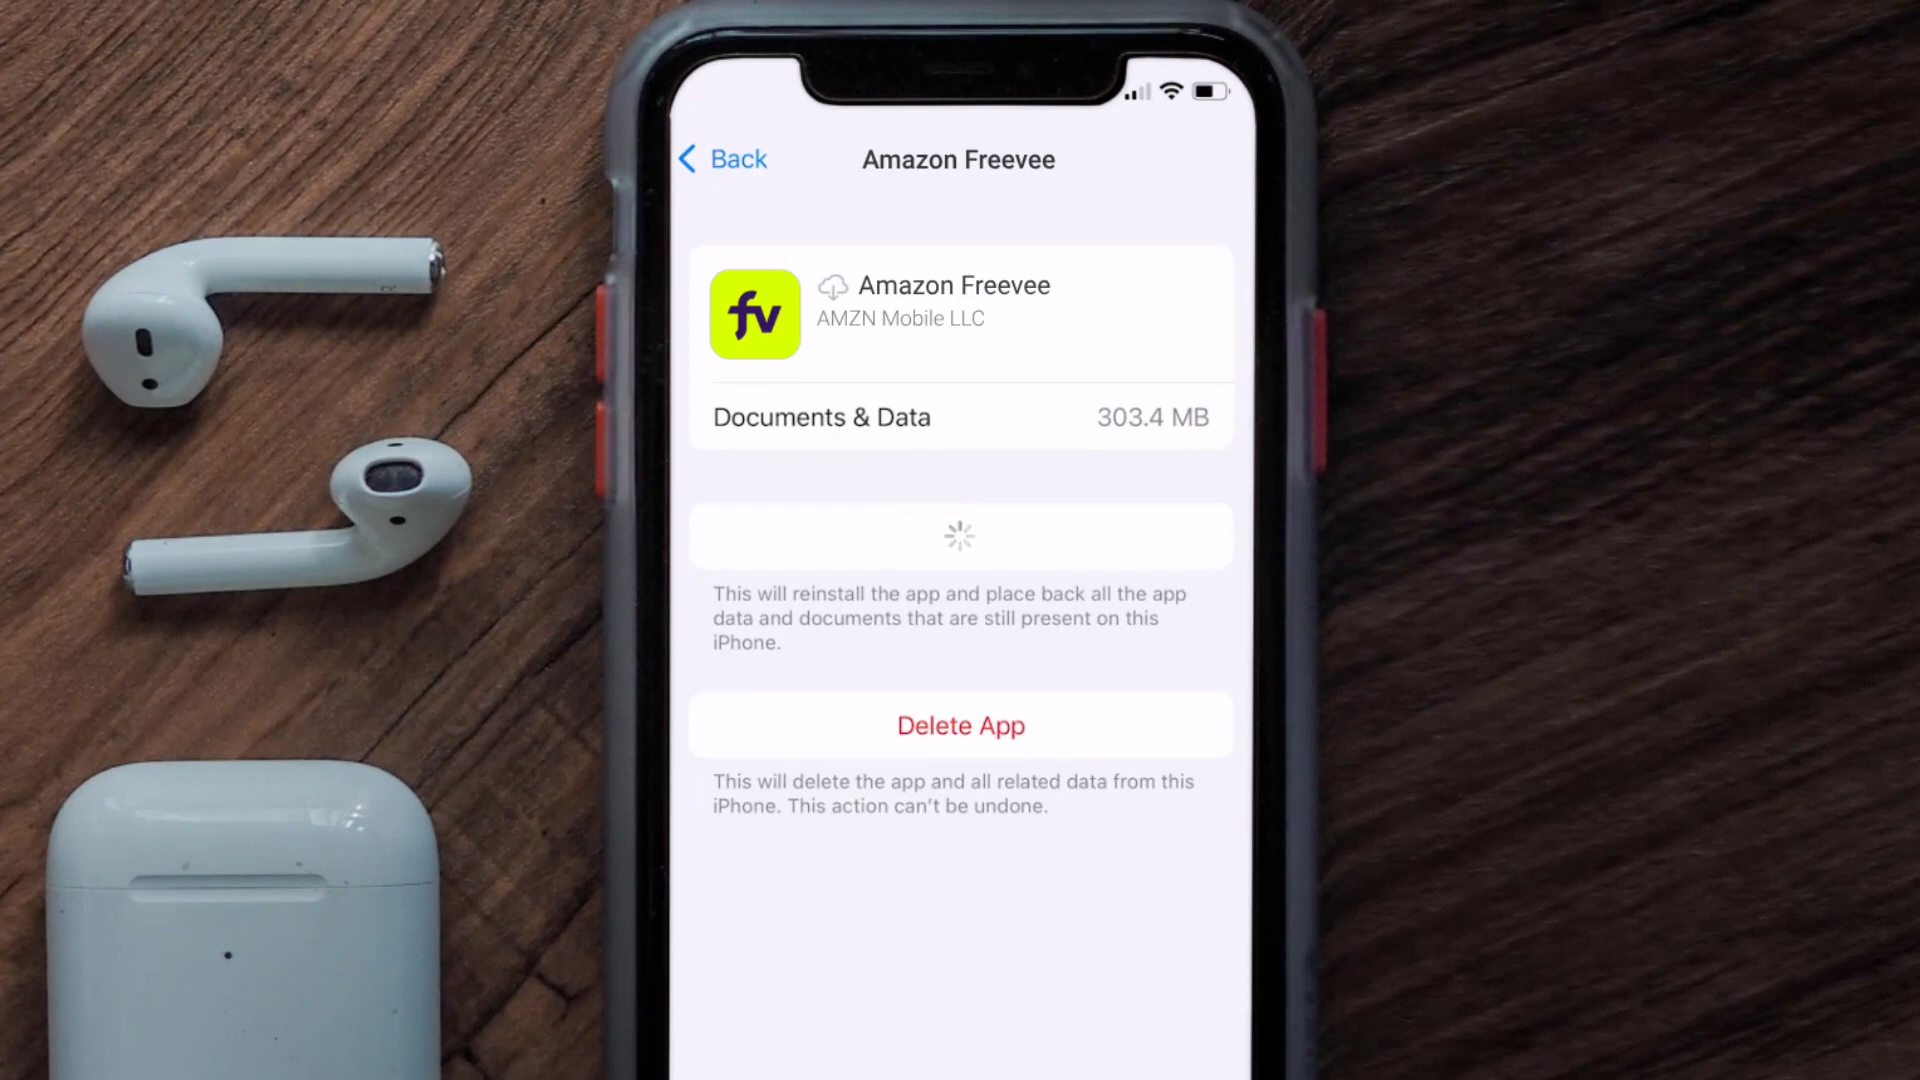 Back
Amazon Freevee
fv
Amazon Freevee
AMZN Mobile LLC
Documents & Data
303.4 MB
This will reinstall the app and place back all the app
data and documents that are still present on this
iPhone.
Delete App
This will delete the app and all related data from this
iPhone. This action can't be undone.